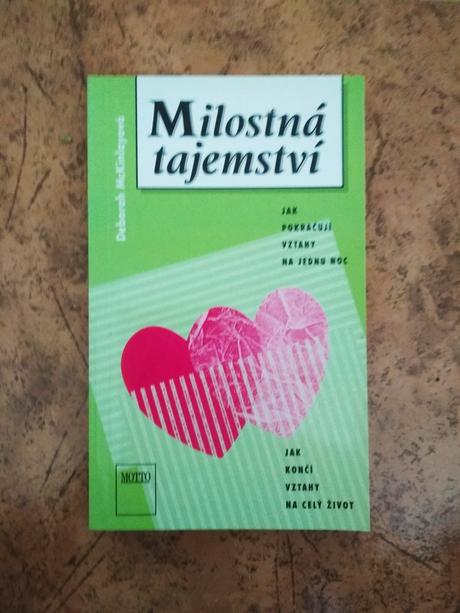 Deborah McKinlayová
Milostná
tajemství
JAK
POKRAČUJÍ
VZTAHY
NA JEDNU NOC
JAK
KONČÍ
VZTAHY
NA CELÝ ŽIVOT
MOTTO